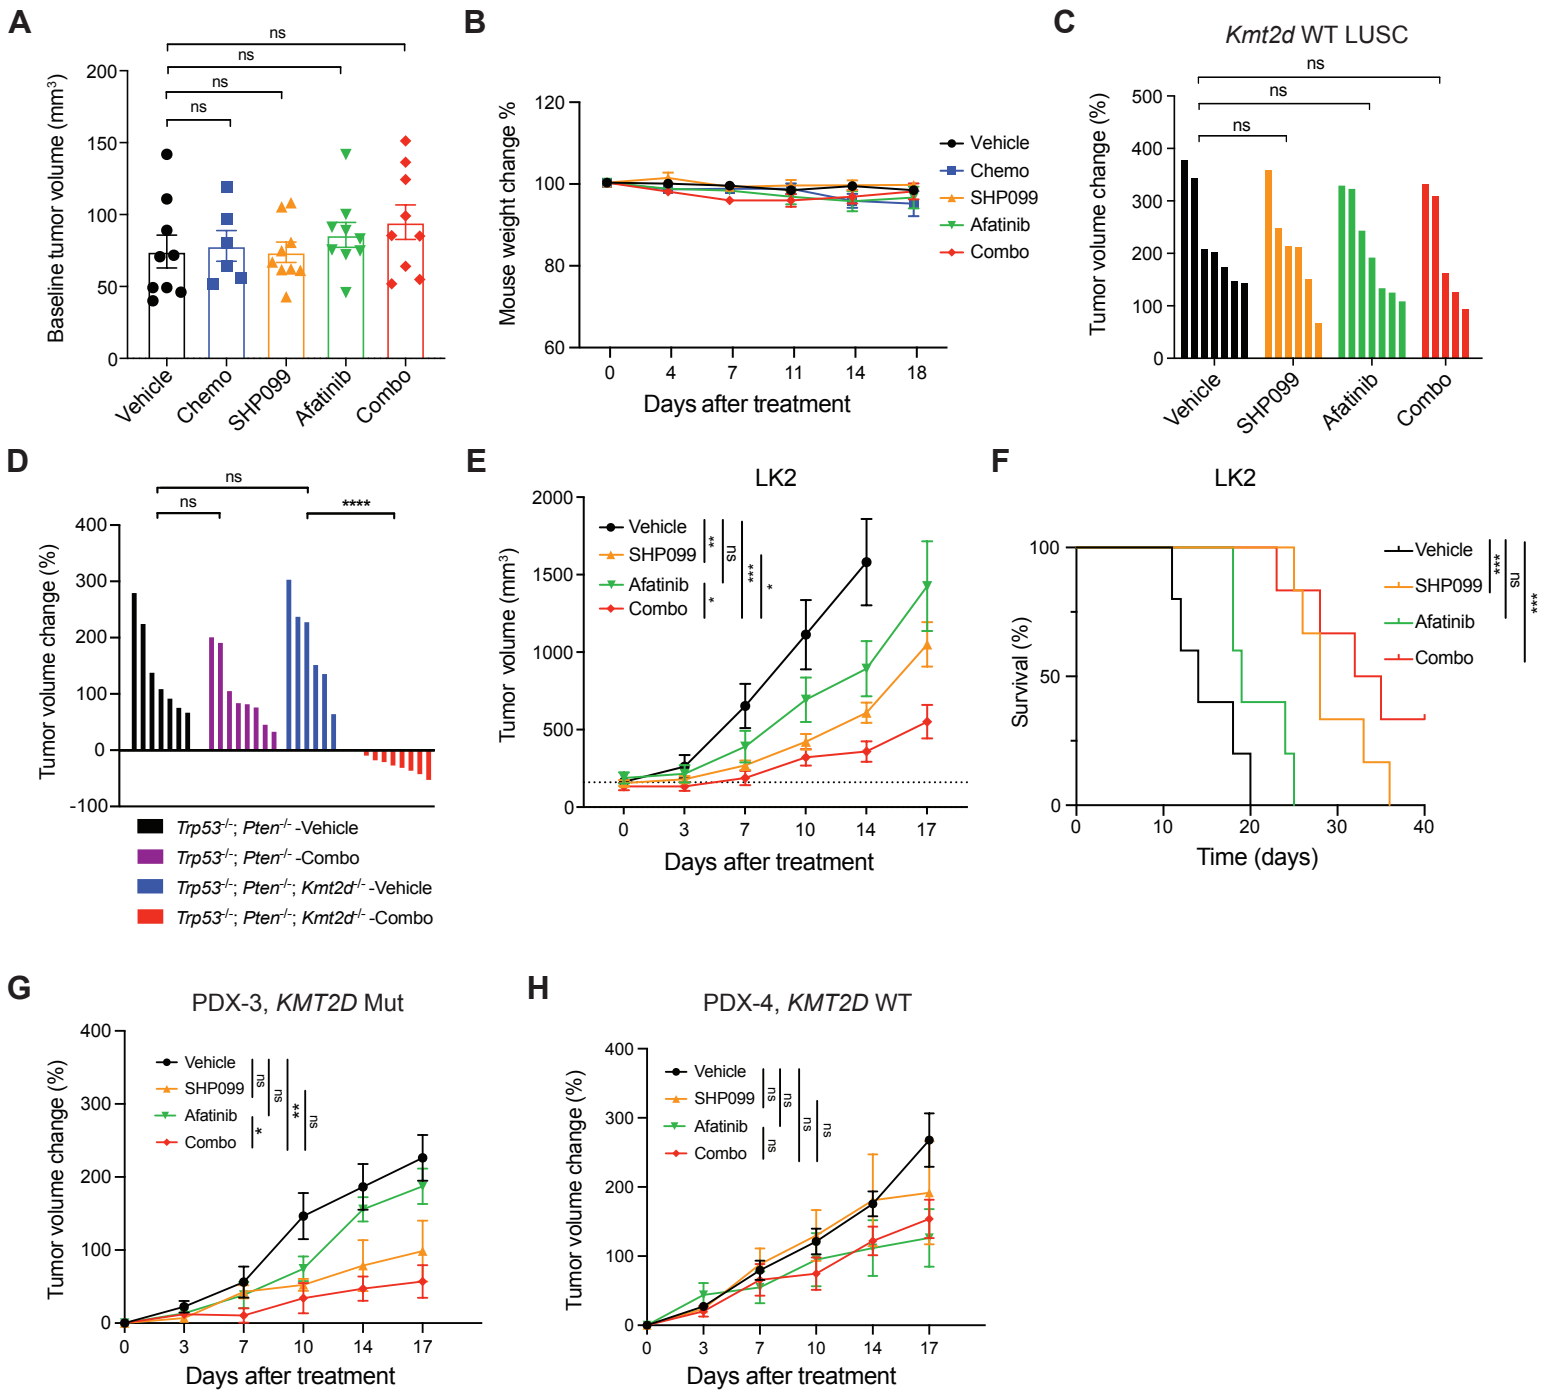 A
ns
ns
ns
ns
Baseline tumor volume (mm³)
200
150
100
50
0
Vehicle
Chemo
SHP099
Afatinib
Combo
B
Mouse weight change %
120
100
80
60
0 4 7 11 14 18
Days after treatment
Vehicle
Chemo
SHP099
Afatinib
Combo
C
Kmt2d WT LUSC
ns
ns
ns
Tumor volume change (%)
500
400
300
200
100
0
Vehicle
SHP099
Afatinib
Combo
D
ns
ns
****
Tumor volume change (%)
400
300
200
100
0
-100
Trp53-/-; Pten-/- -Vehicle
Trp53-/-; Pten-/- -Combo
Trp53-/-; Pten-/-; Kmt2d-/- -Vehicle
Trp53-/-; Pten-/-; Kmt2d-/- -Combo
E
LK2
Tumor volume (mm³)
2000
1500
1000
500
0
Vehicle
SHP099
Afatinib
Combo
**
ns
***
*
*
0 3 7 10 14 17
Days after treatment
F
LK2
Survival (%)
100
50
0
0 10 20 30 40
Time (days)
Vehicle
SHP099
Afatinib
Combo
***
ns
***
G
PDX-3, KMT2D Mut
Tumor volume change (%)
400
300
200
100
0
Vehicle
SHP099
Afatinib
Combo
ns
ns
**
ns
*
0 3 7 10 14 17
Days after treatment
H
PDX-4, KMT2D WT
Tumor volume change (%)
400
300
200
100
0
Vehicle
SHP099
Afatinib
Combo
ns
ns
ns
ns
ns
0 3 7 10 14 17
Days after treatment